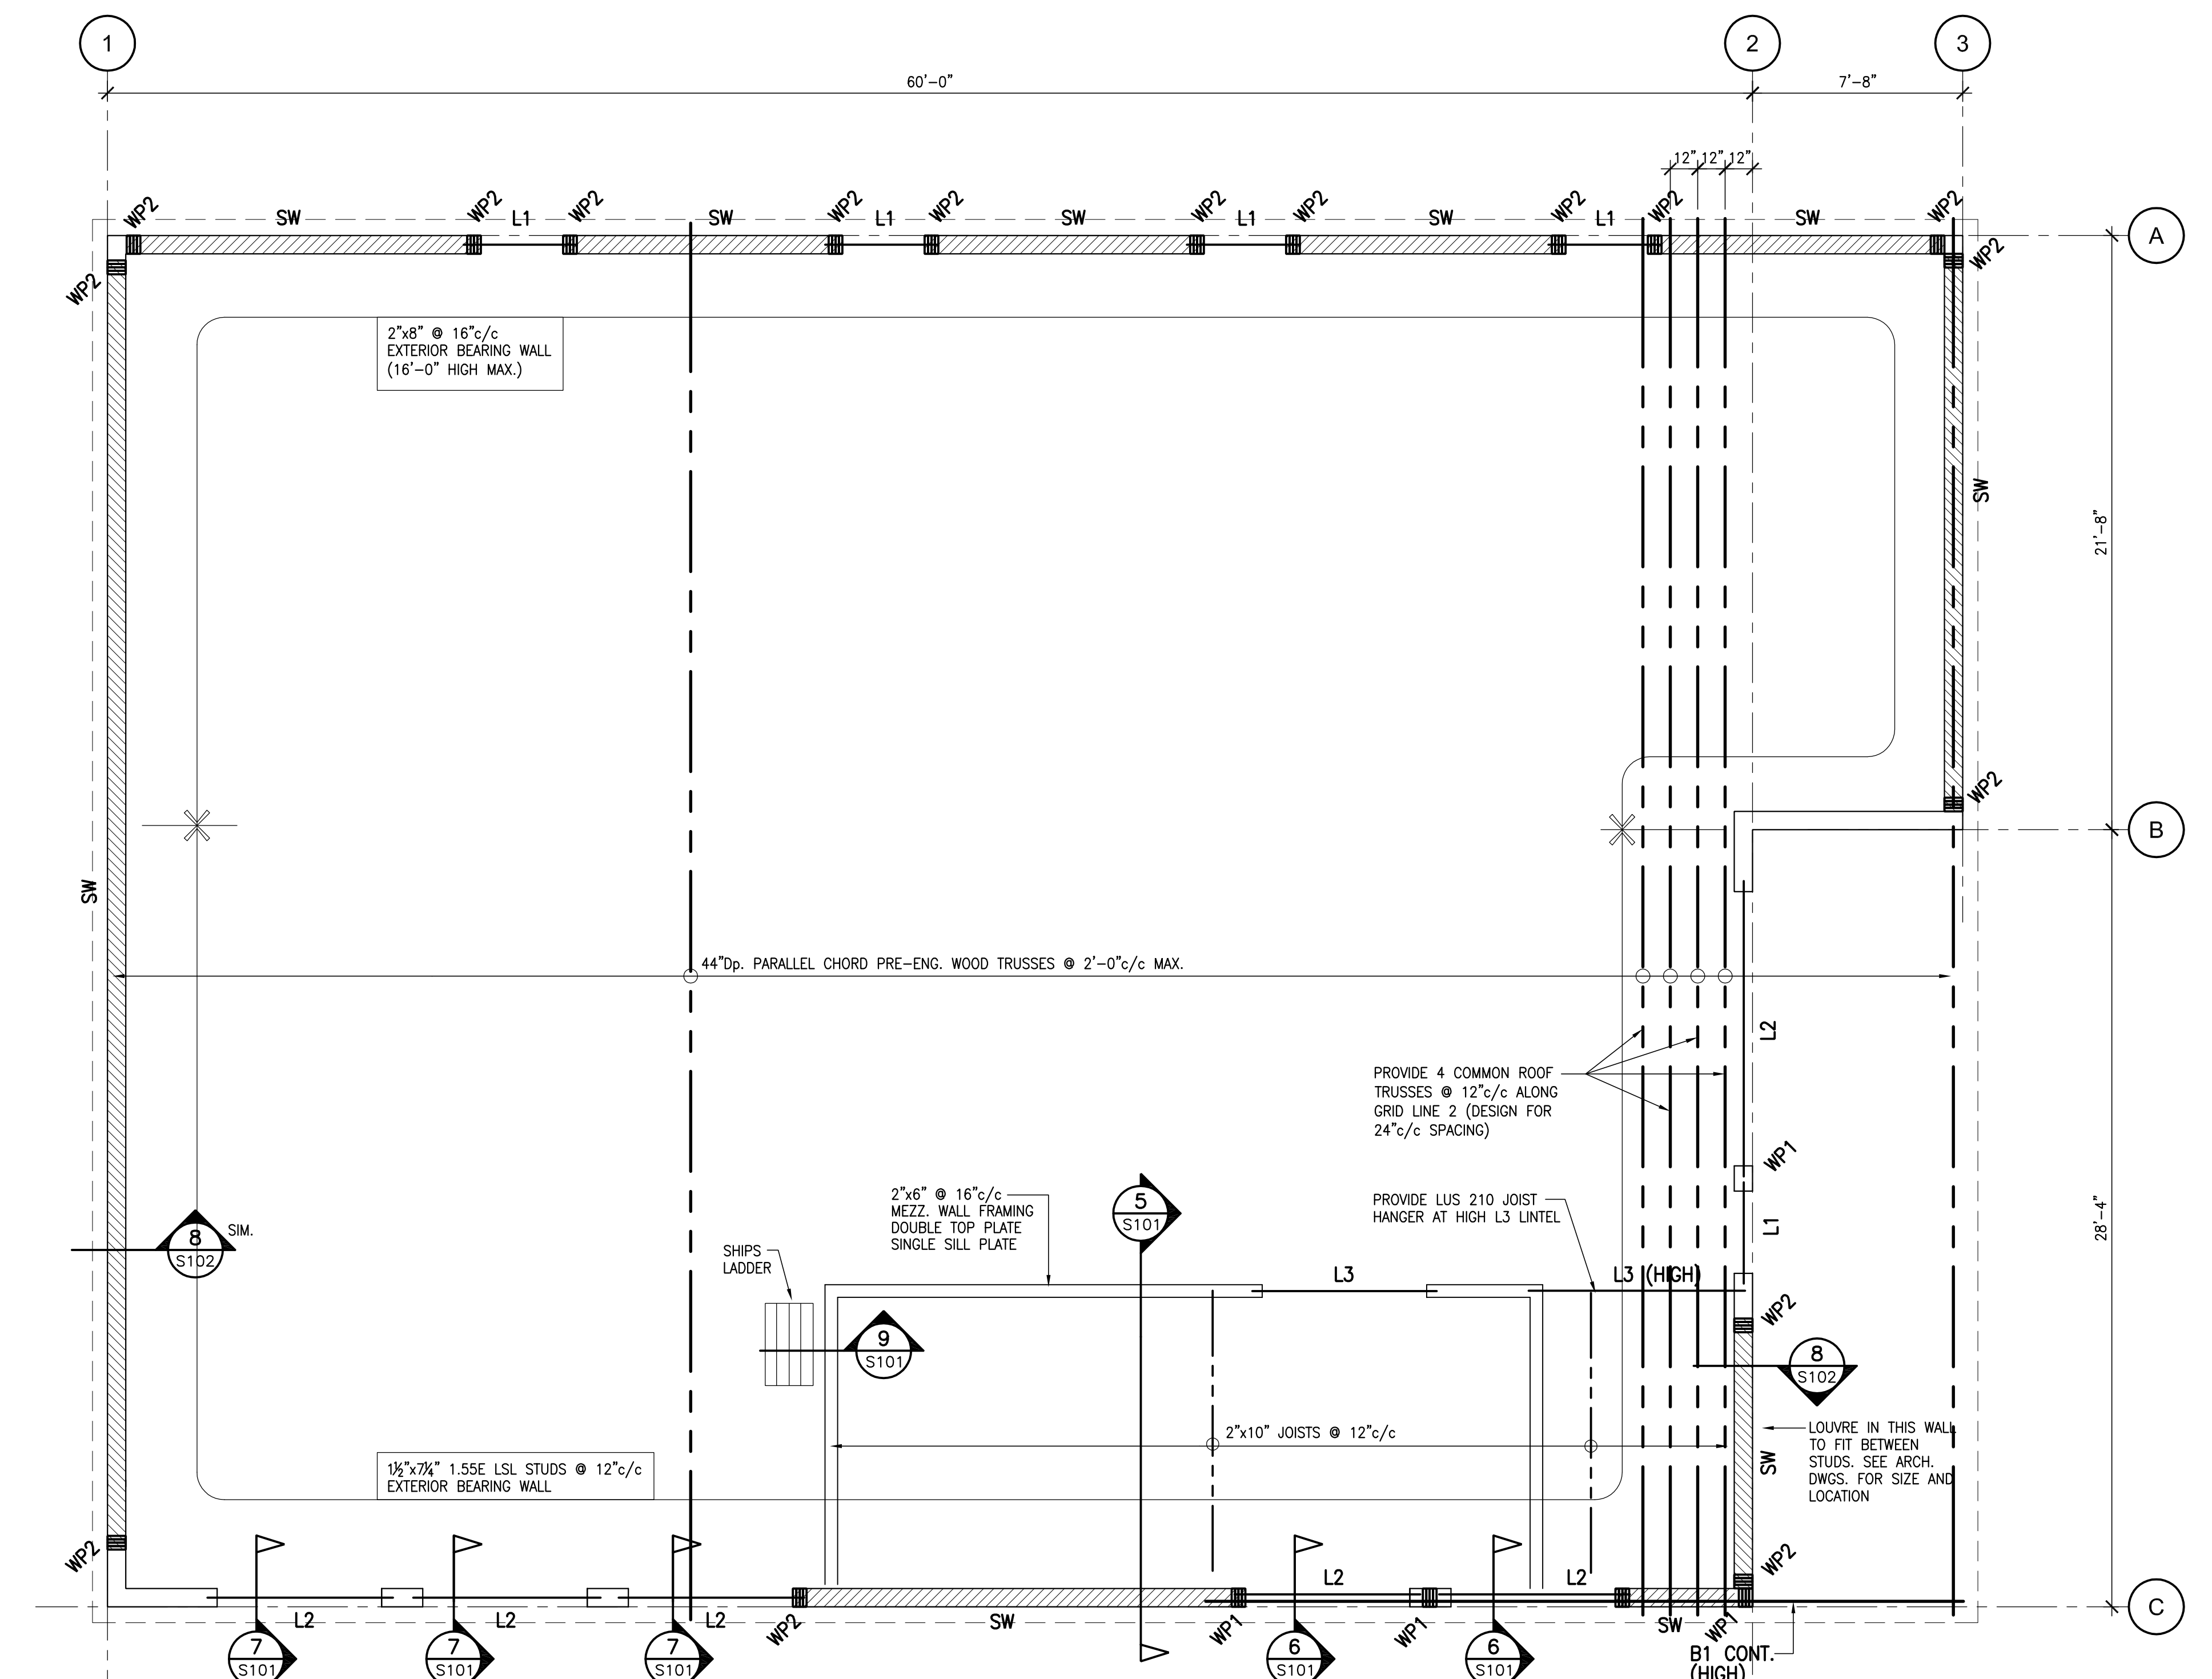 1
2
3
60'-0"
7'-8"
12" 12" 12"
WP2
SW
WP2
L1
WP2
SW
WP2
L1
WP2
SW
WP2
L1
WP2
SW
WP2
L1
WP2
SW
WP2
A
WP2
WP2
2"x8" @ 16"c/c
EXTERIOR BEARING WALL
(16'-0" HIGH MAX.)
SW
21'-8"
WP2
B
SW
44"Dp. PARALLEL CHORD PRE-ENG. WOOD TRUSSES @ 2'-0"c/c MAX.
L2
PROVIDE 4 COMMON ROOF
TRUSSES @ 12"c/c ALONG
GRID LINE 2 (DESIGN FOR
24"c/c SPACING)
WP1
2"x6" @ 16"c/c
MEZZ. WALL FRAMING
DOUBLE TOP PLATE
SINGLE SILL PLATE
5
S101
PROVIDE LUS 210 JOIST
HANGER AT HIGH L3 LINTEL
L1
28'-4"
8
S102
SIM.
SHIPS
LADDER
L3
L3 (HIGH)
WP2
9
S101
8
S102
2"x10" JOISTS @ 12"c/c
LOUVRE IN THIS WALL
TO FIT BETWEEN
STUDS. SEE ARCH.
DWGS. FOR SIZE AND
LOCATION
SW
1½"x7¼" 1.55E LSL STUDS @ 12"c/c
EXTERIOR BEARING WALL
WP2
WP2
L2
L2
C
L2
L2
L2
WP2
SW
WP1
WP1
SW
WP1
7
S101
7
S101
7
S101
6
S101
6
S101
B1 CONT.
(HIGH)